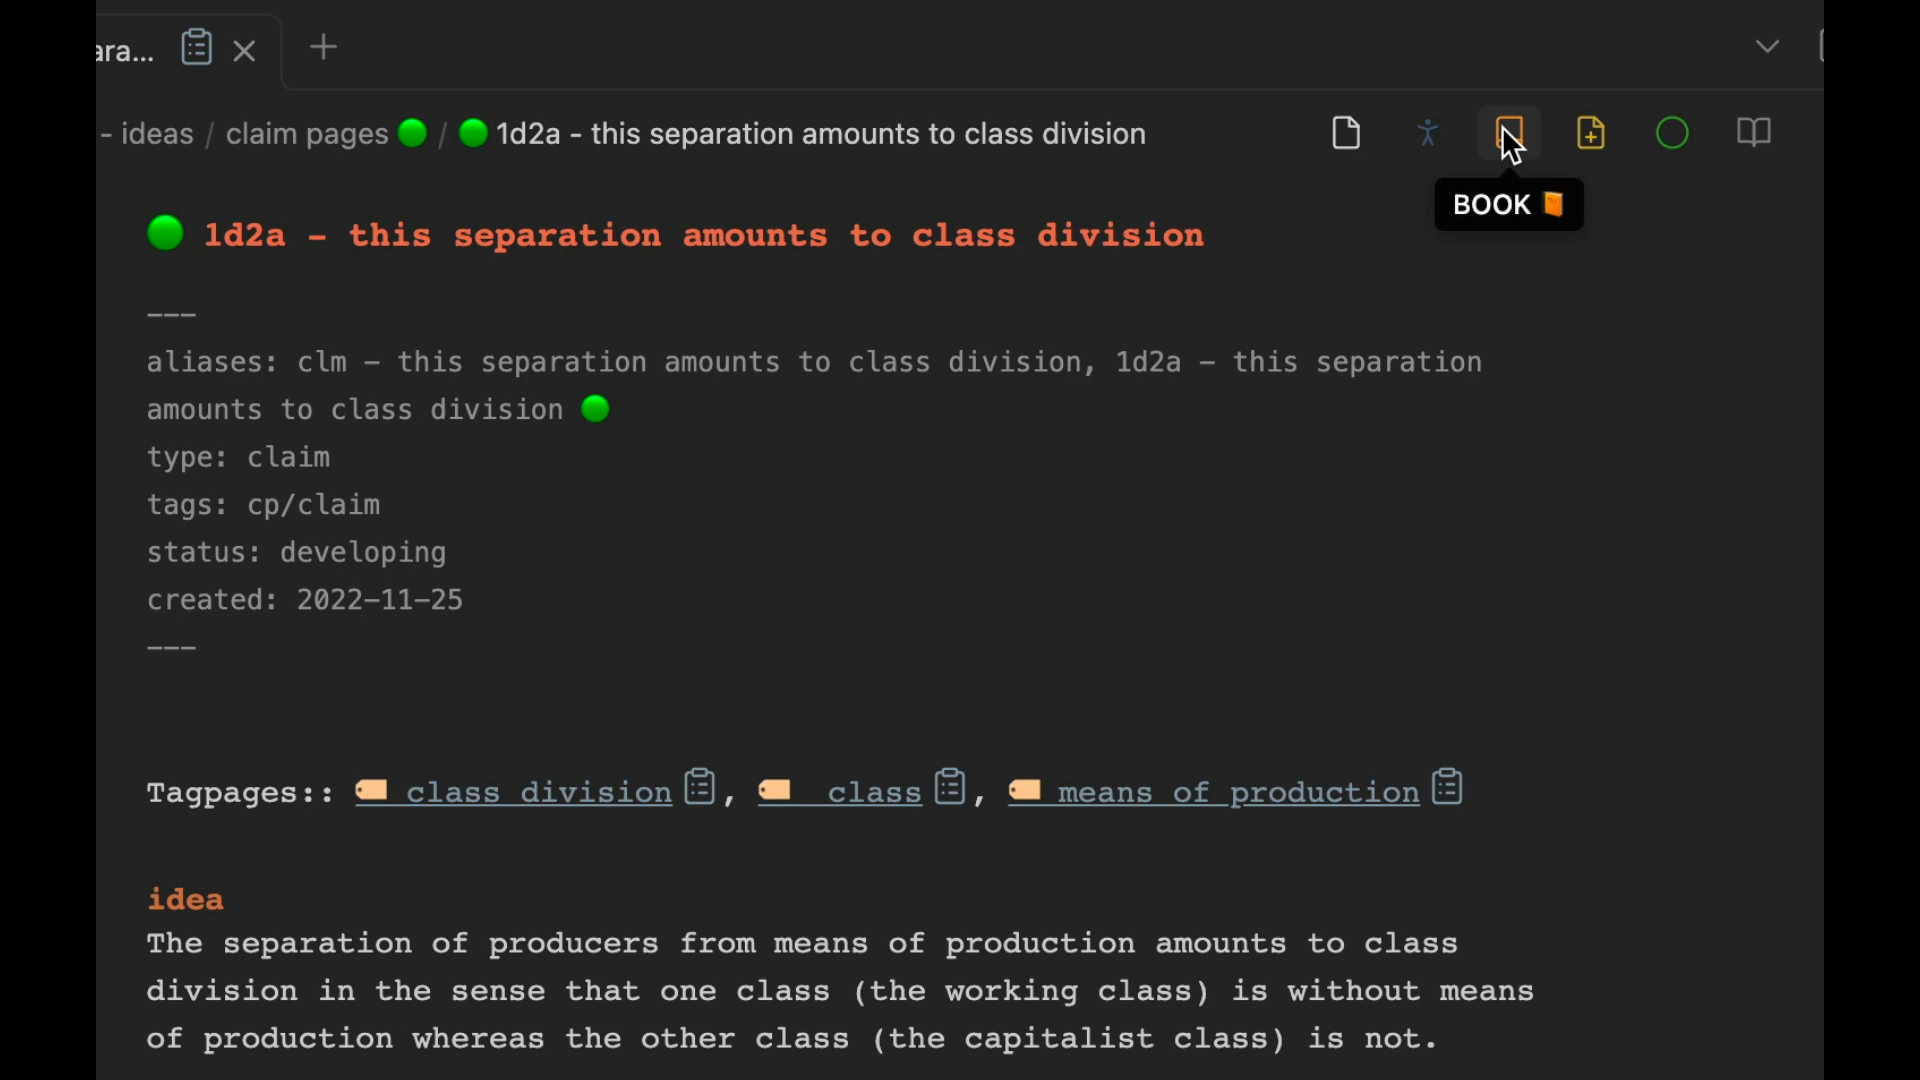 ara...
- ideas / claim pages 🟢 / 🟢 1d2a - this separation amounts to class division
BOOK 📙
🟢 1d2a - this separation amounts to class division
---
aliases: clm - this separation amounts to class division, 1d2a - this separation
amounts to class division 🟢
type: claim
tags: cp/claim
status: developing
created: 2022-11-25
---
Tagpages:: 🏷 class division, 🏷 class, 🏷 means of production
idea
The separation of producers from means of production amounts to class
division in the sense that one class (the working class) is without means
of production whereas the other class (the capitalist class) is not.